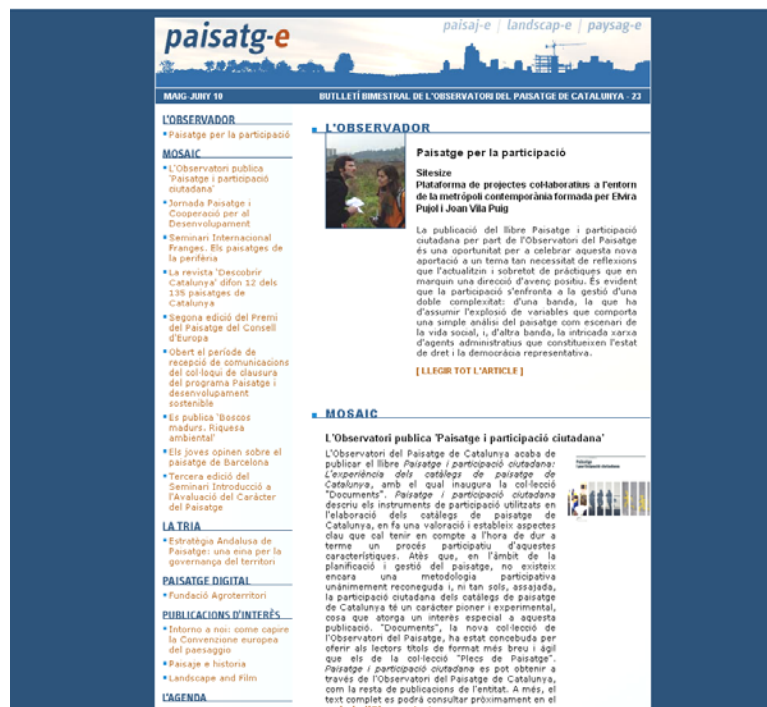 paisatg-e
paisaj-e | landscap-e | paysag-e
MAIG-JUNY 10
BUTLLETÍ BIMESTRAL DE L'OBSERVATORI DEL PAISATGE DE CATALUNYA - 23
L'OBSERVADOR
Paisatge per la participació
MOSAIC
L'Observatori publica
'Paisatge i participació
ciutadana'
Jornada Paisatge i
Cooperació per al
Desenvolupament
Seminari Internacional
Franges. Els paisatges de
la perifèria
La revista 'Descobrir
Catalunya' difon 12 dels
135 paisatges de
Catalunya
Segona edició del Premi
del Paisatge del Consell
d'Europa
Obert el període de
recepció de comunicacions
del col·loqui de clausura
del programa Paisatge i
desenvolupament
sostenible
Es publica 'Boscos
madurs. Riquesa
ambiental'
Els joves opinen sobre el
paisatge de Barcelona
Tercera edició del
Seminari Introducció a
l'Avaluació del Caràcter
del Paisatge
LA TRIA
Estratègia Andalusa de
Paisatge: una eina per la
governança del territori
PAISATGE DIGITAL
Fundació Agroterritori
PUBLICACIONS D'INTERÈS
Intorno a noi: come capire
la Convenzione europea
del paesaggio
Paisaje e historia
Landscape and Film
L'AGENDA
L'OBSERVADOR
Paisatge per la participació
Sitesize
Plataforma de projectes col·laboratius a l'entorn
de la metrópoli contemporània formada per Elvira
Pujol i Joan Vila Puig
La publicació del llibre Paisatge i participació
ciutadana per part de l'Observatori del Paisatge
és una oportunitat per a celebrar aquesta nova
aportació a un tema tan necessitat de reflexions
que l'actualitzin i sobretot de pràctiques que en
marquin una direcció d'avenç positiu. És evident
que la participació s'enfronta a la gestió d'una
doble complexitat: d'una banda, la que ha
d'assumir l'explosió de variables que comporta
una simple anàlisi del paisatge com escenari de
la vida social, i, d'altra banda, la intricada xarxa
d'agents administratius que constitueixen l'estat
de dret i la democràcia representativa.
[ LLEGIR TOT L'ARTICLE ]
MOSAIC
L'Observatori publica 'Paisatge i participació ciutadana'
L'Observatori del Paisatge de Catalunya acaba de
publicar el llibre Paisatge i participació ciutadana:
L'experiència dels catàlegs de paisatge de
Catalunya, amb el qual inaugura la col·lecció
"Documents". Paisatge i participació ciutadana
descriu els instruments de participació utilitzats en
l'elaboració dels catàlegs de paisatge de
Catalunya, en fa una valoració i estableix aspectes
clau que cal tenir en compte a l'hora de dur a
terme un procés participatiu d'aquestes
característiques. Atès que, en l'àmbit de la
planificació i gestió del paisatge, no existeix
encara una metodologia participativa
unànimement reconeguda i, ni tan sols, assajada,
la participació ciutadana dels catàlegs de paisatge
de Catalunya té un caràcter pioner i experimental,
cosa que atorga un interès especial a aquesta
publicació. "Documents", la nova col·lecció de
l'Observatori del Paisatge, ha estat concebuda per
oferir als lectors títols de format més breu i àgil
que els de la col·lecció "Plecs de Paisatge".
Paisatge i participació ciutadana es pot obtenir a
través de l'Observatori del Paisatge de Catalunya,
com la resta de publicacions de l'entitat. A més, el
text complet es podrà consultar pròximament en el